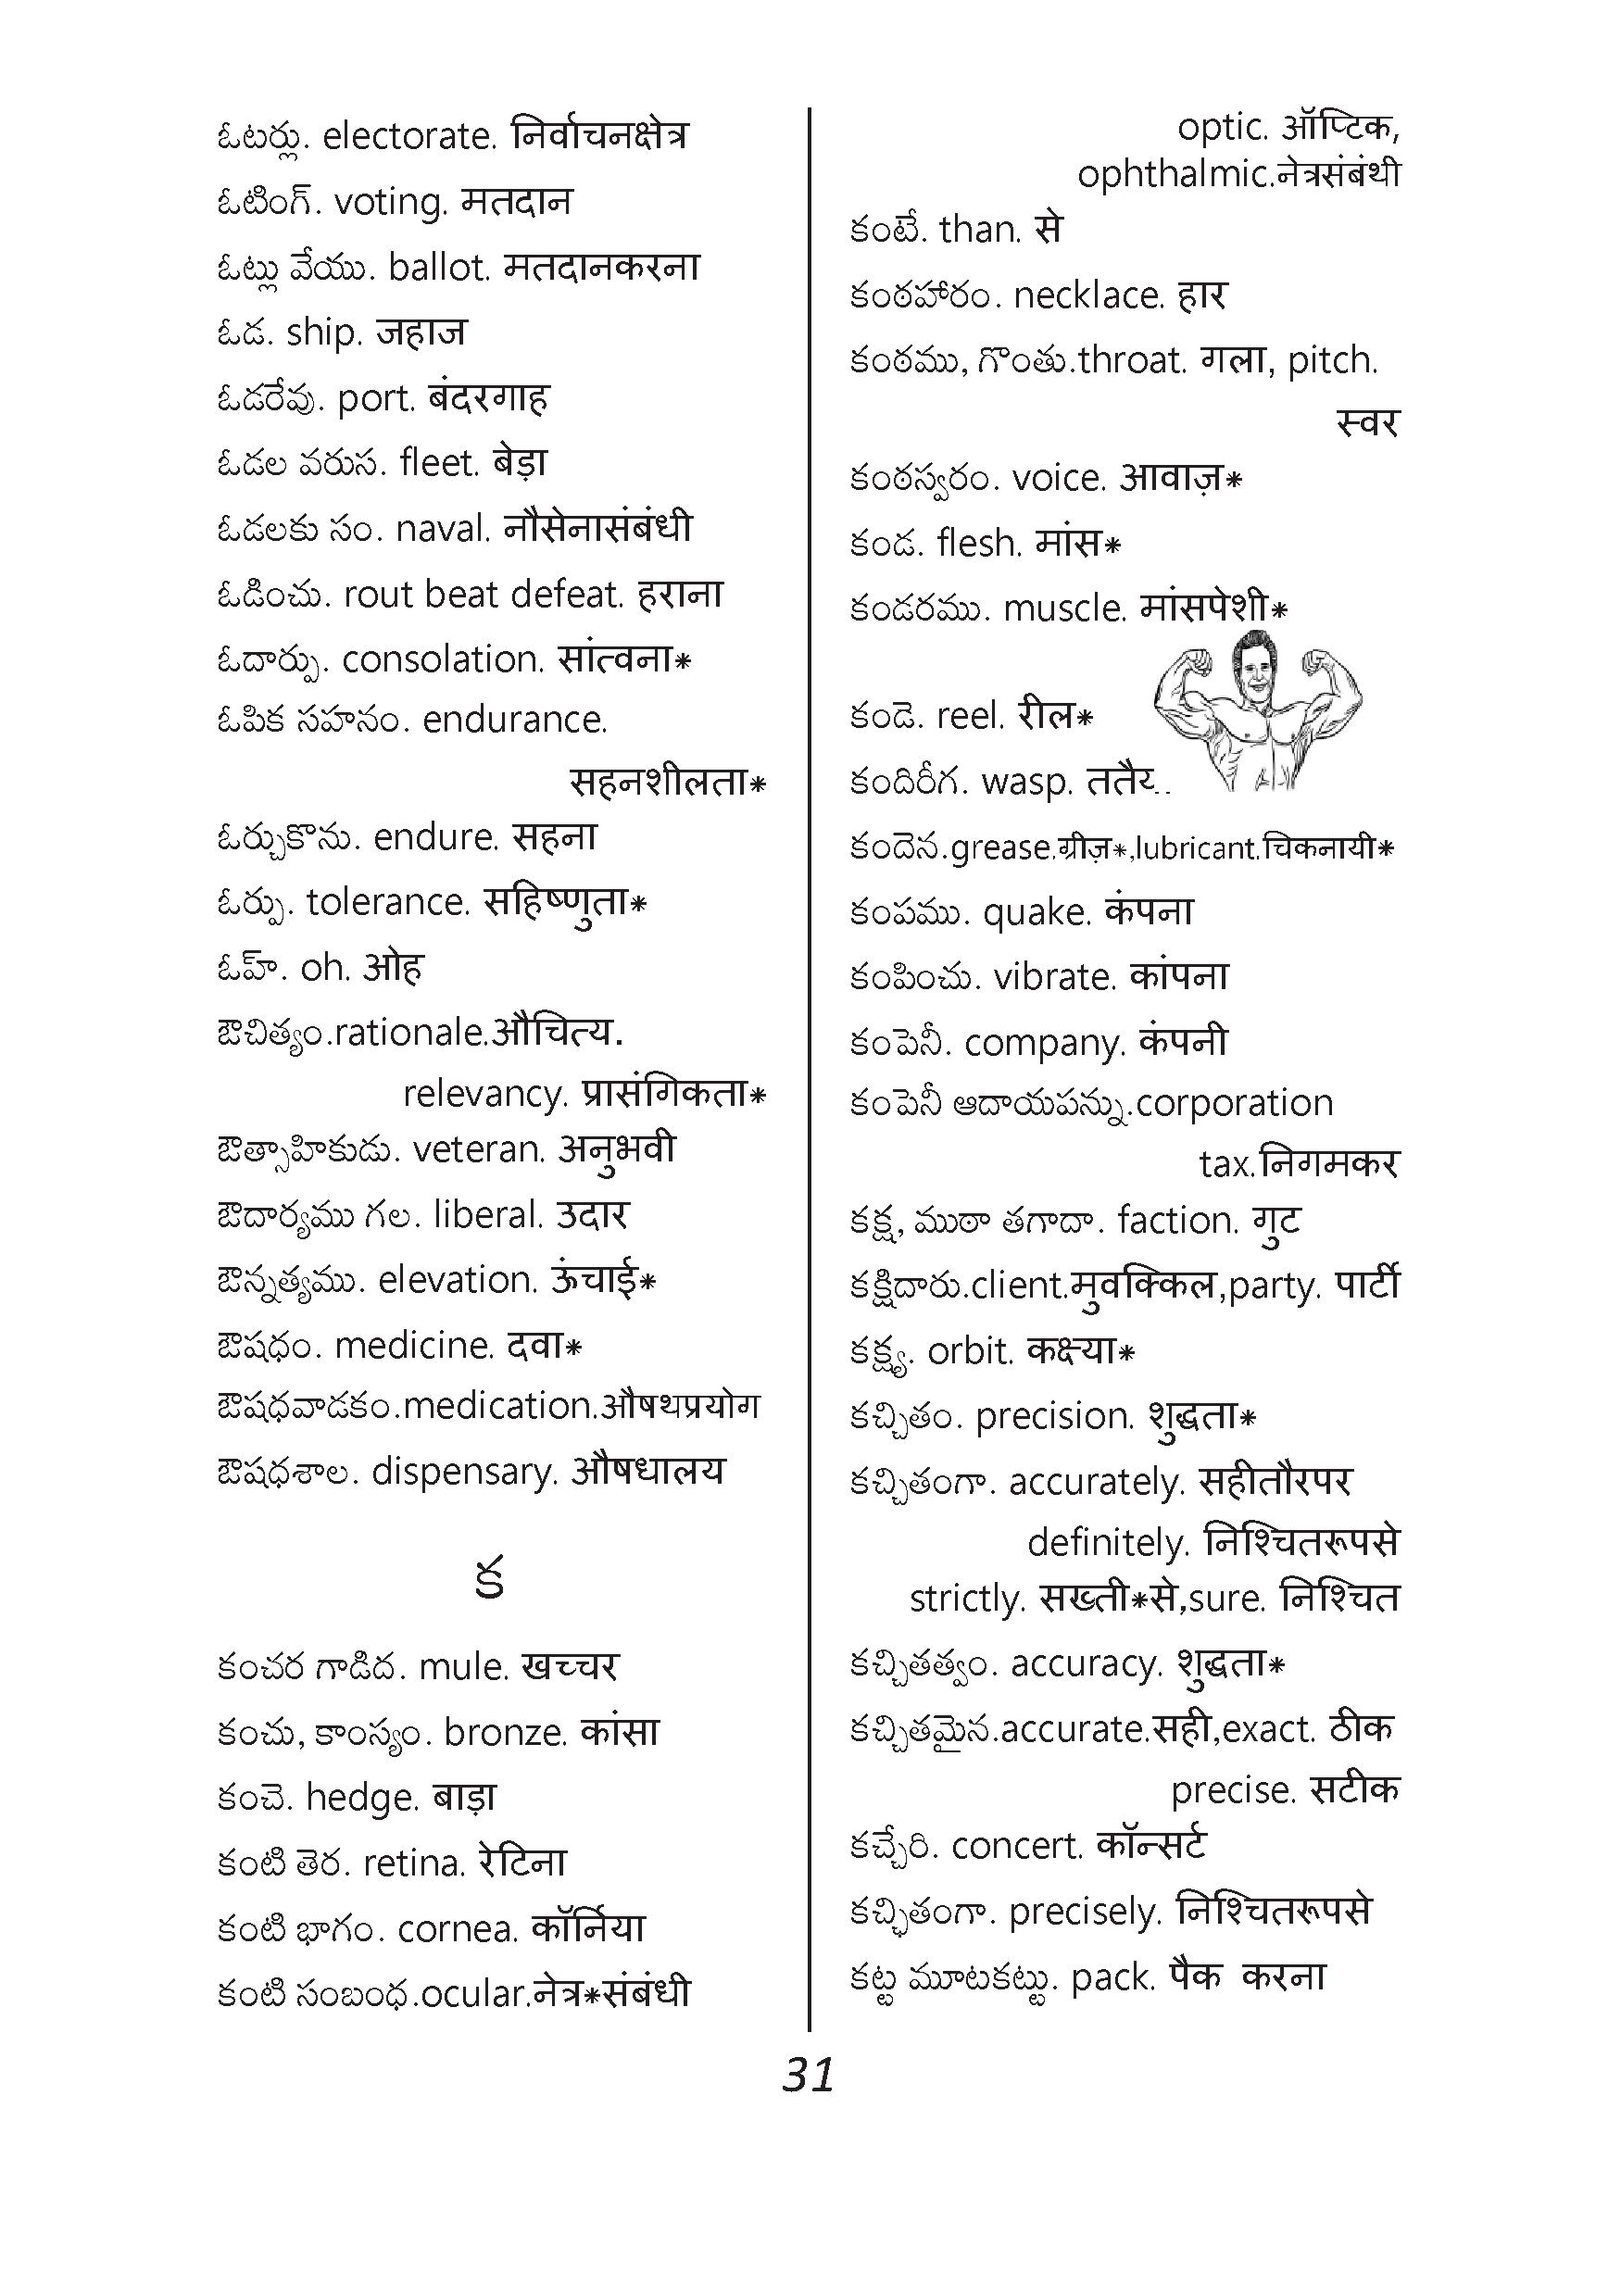 ఓటర్లు. electorate. निर्वाचनक्षेत्र
ఓటింగ్. voting. मतदान
ఓట్లు వేయు. ballot. मतदानकरना
ఓడ. ship. जहाज
ఓడరేవు. port. बंदरगाह
ఓడల వరుస. fleet. बेड़ा
ఓడలకు సం. naval. नौसेनासंबंधी
ఓడించు. rout beat defeat. हराना
ఓదార్పు. consolation. सांत्वना*
ఓపిక సహనం. endurance.
सहनशीलता*
ఓర్చుకొను. endure. सहना
ఓర్పు. tolerance. सहिष्णुता*
ఓహ్. oh. ओह
ఔచిత్యం.rationale.औचित्य.
relevancy. प्रासंगिकता*
ఔత్సాహికుడు. veteran. अनुभवी
ఔదార్యము గల. liberal. उदार
ఔన్నత్యము. elevation. ऊंचाई*
ఔషధం. medicine. दवा*
ఔషధవాడకం.medication.औषथप्रयोग
ఔషధశాల. dispensary. औषधालय
క
కంచర గాడిద. mule. खच्चर
కంచు, కాంస్యం. bronze. कांसा
కంచె. hedge. बाड़ा
కంటి తెర. retina. रेटिना
కంటి భాగం. cornea. कॉर्निया
కంటి సంబంధ.ocular.नेत्र*संबंधी
optic. ऑप्टिक,
ophthalmic.नेत्रसंबंथी
కంటే. than. से
కంఠహారం. necklace. हार
కంఠము, గొంతు.throat. गला, pitch.
स्वर
కంఠస్వరం. voice. आवाज़*
కండ. flesh. मांस*
కండరము. muscle. मांसपेशी*
కండె. reel. रील*
కందిరీగ. wasp. ततैय..
కందెన.grease.ग्रीज़*,lubricant.चिकनायी*
కంపము. quake. कंपना
కంపించు. vibrate. कांपना
కంపెనీ. company. कंपनी
కంపెనీ ఆదాయపన్ను.corporation
tax.निगमकर
కక్ష, ముఠా తగాదా. faction. गुट
కక్షిదారు.client.मुवक्किल,party. पार्टी
కక్ష్య. orbit. कक्ष्या*
కచ్చితం. precision. शुद्धता*
కచ్చితంగా. accurately. सहीतौरपर
definitely. निश्चितरूपसे
strictly. सख्ती*से,sure. निश्चित
కచ్చితత్వం. accuracy. शुद्धता*
కచ్చితమైన.accurate.सही,exact. ठीक
precise. सटीक
కచ్చేరి. concert. कॉन्सर्ट
కచ్ఛితంగా. precisely. निश्चितरूपसे
కట్ట మూటకట్టు. pack. पैक करना
31